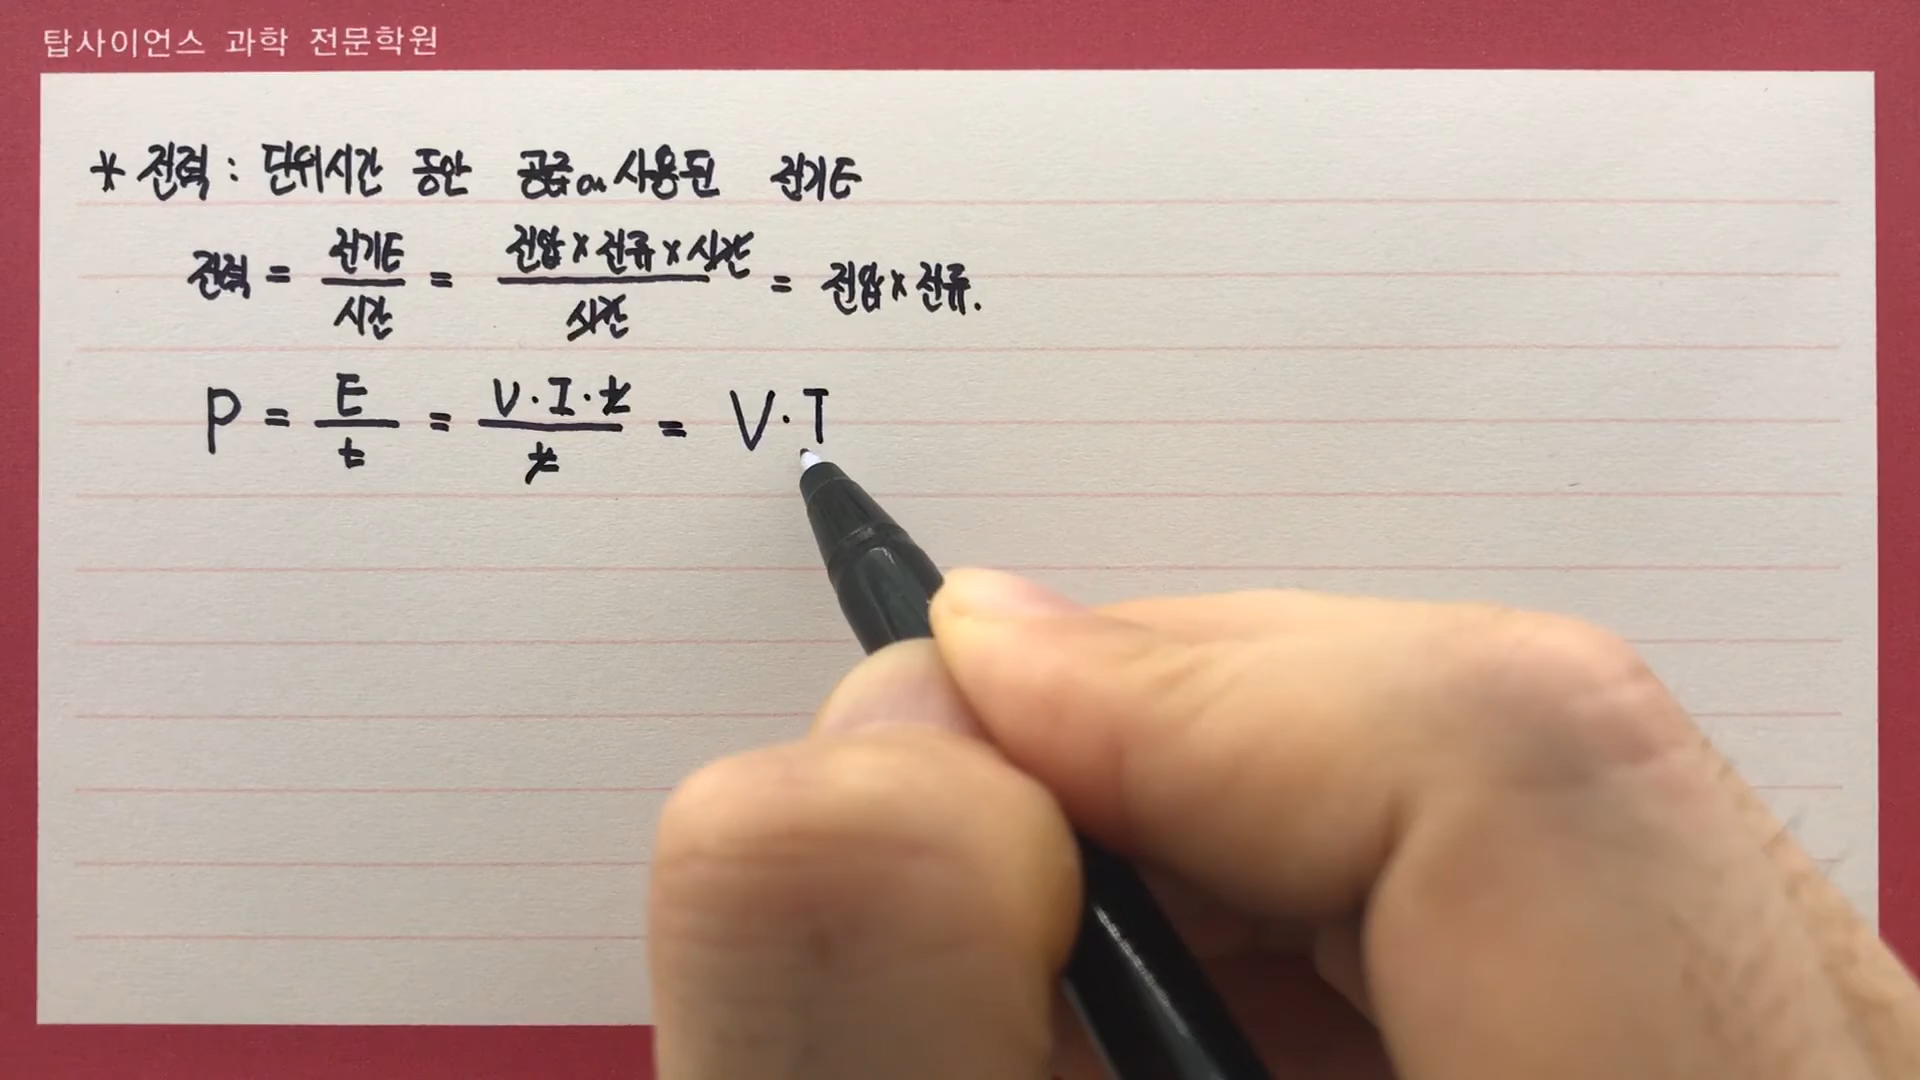 탑사이언스 과학 전문학원
* 전력 : 단위시간 동안 공급 or 사용된 전기E
전력 = 전기E / 시간 = 전압 × 전류 × 시간 / 시간 = 전압 × 전류.
P = E / t = V · I · t / t = V · I